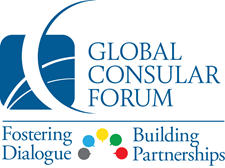 GLOBAL
CONSULAR
FORUM
Fostering
Dialogue
Building
Partnerships